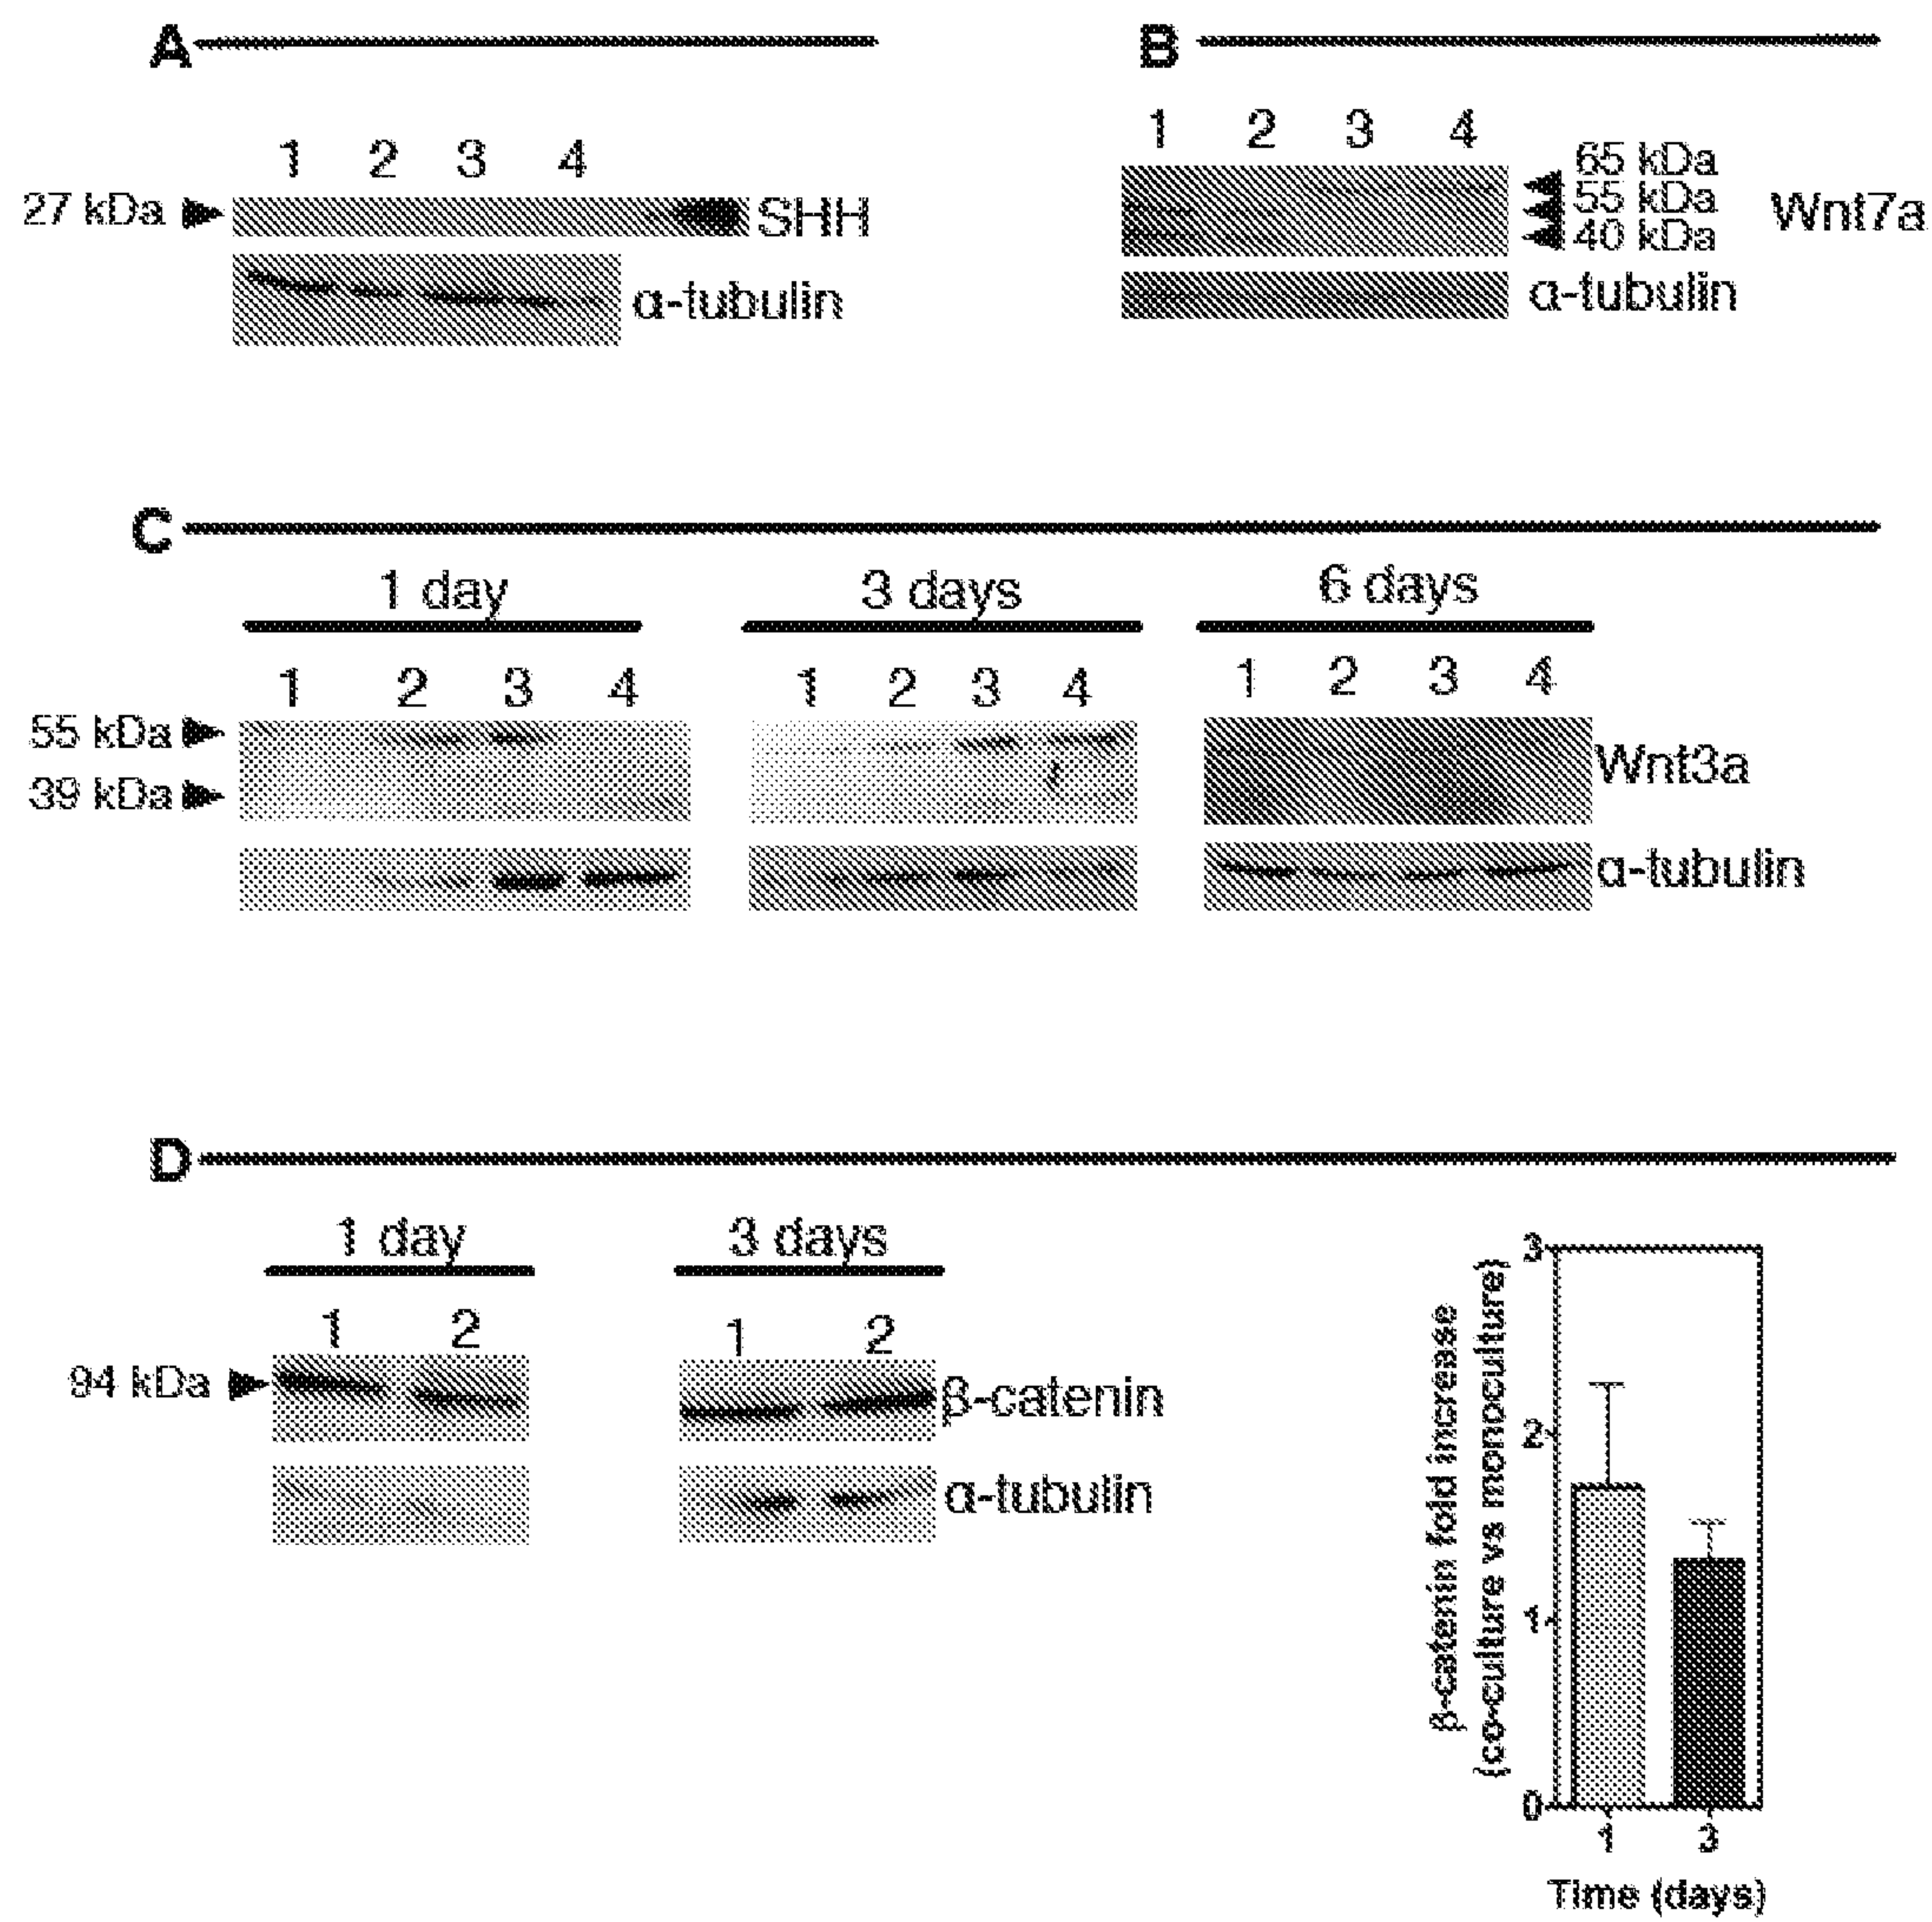 A
1 2 3 4
27 kDa
SHH
α-tubulin
B
1 2 3 4
65 kDa
55 kDa
40 kDa
Wnt7a
α-tubulin
C
1 day
3 days
6 days
1 2 3 4
1 2 3 4
1 2 3 4
55 kDa
39 kDa
Wnt3a
α-tubulin
D
1 day
3 days
1 2
1 2
94 kDa
β-catenin
α-tubulin
β-catenin fold increase
(co-culture vs monoculture)
3
2
1
0
1 3
Time (days)